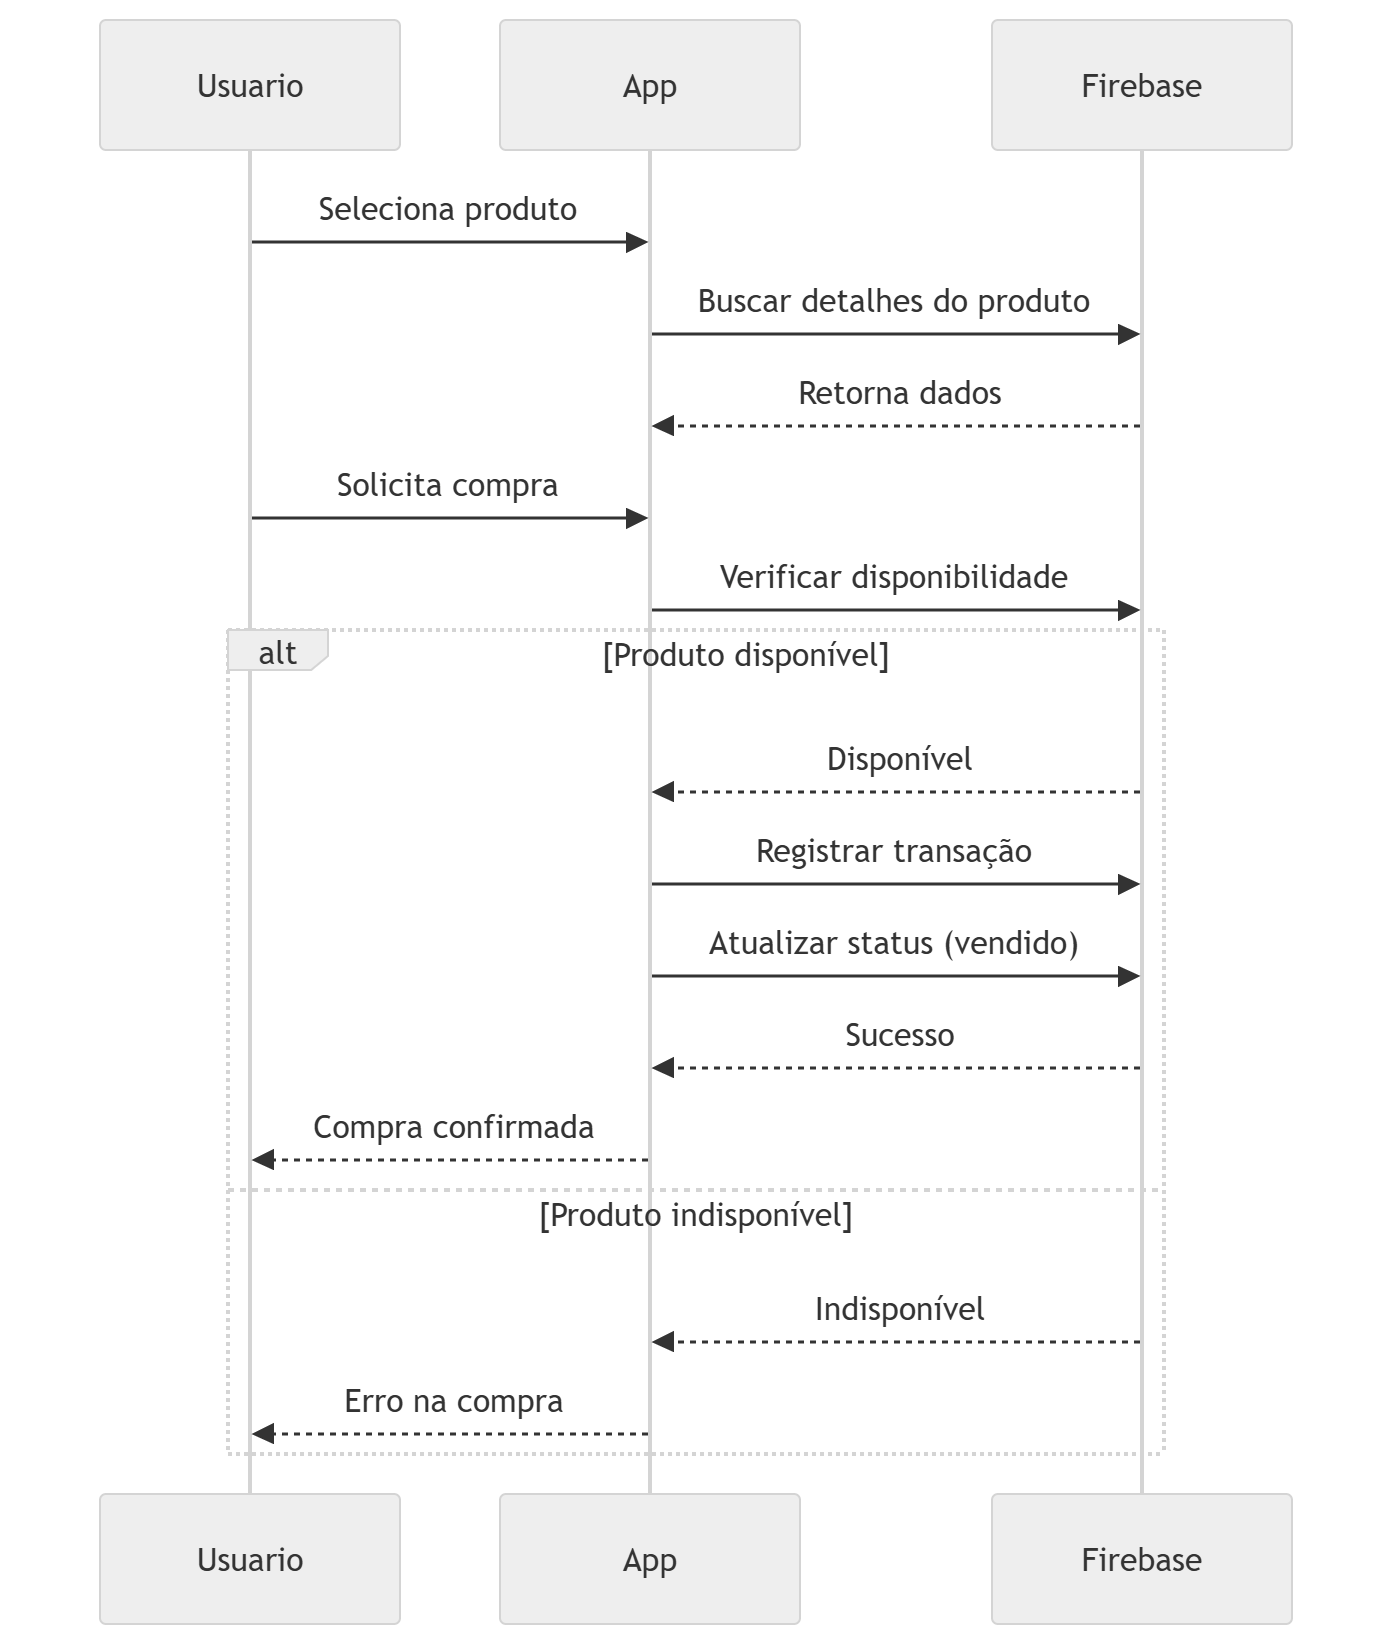 Usuario
App
Firebase
Seleciona produto
Buscar detalhes do produto
Retorna dados
Solicita compra
Verificar disponibilidade
alt
[Produto disponível]
Disponível
Registrar transação
Atualizar status (vendido)
Sucesso
Compra confirmada
[Produto indisponível]
Indisponível
Erro na compra
Usuario
App
Firebase